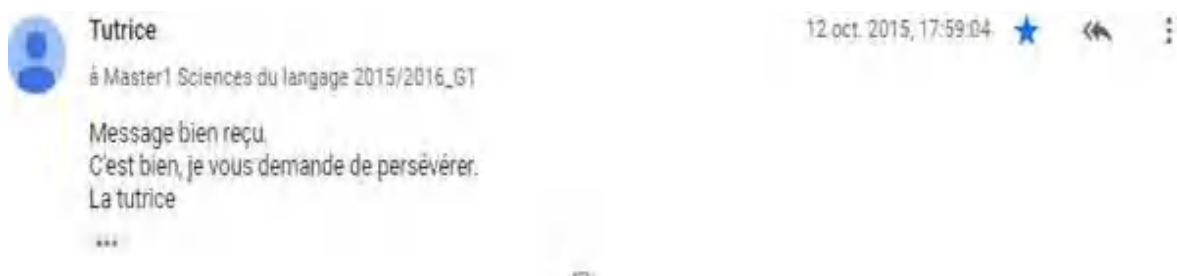 Tutrice 12 oct. 2015, 17:59:04
à Master1 Sciences du langage 2015/2016_G1
Message bien reçu.
C'est bien, je vous demande de persévérer.
La tutrice
...